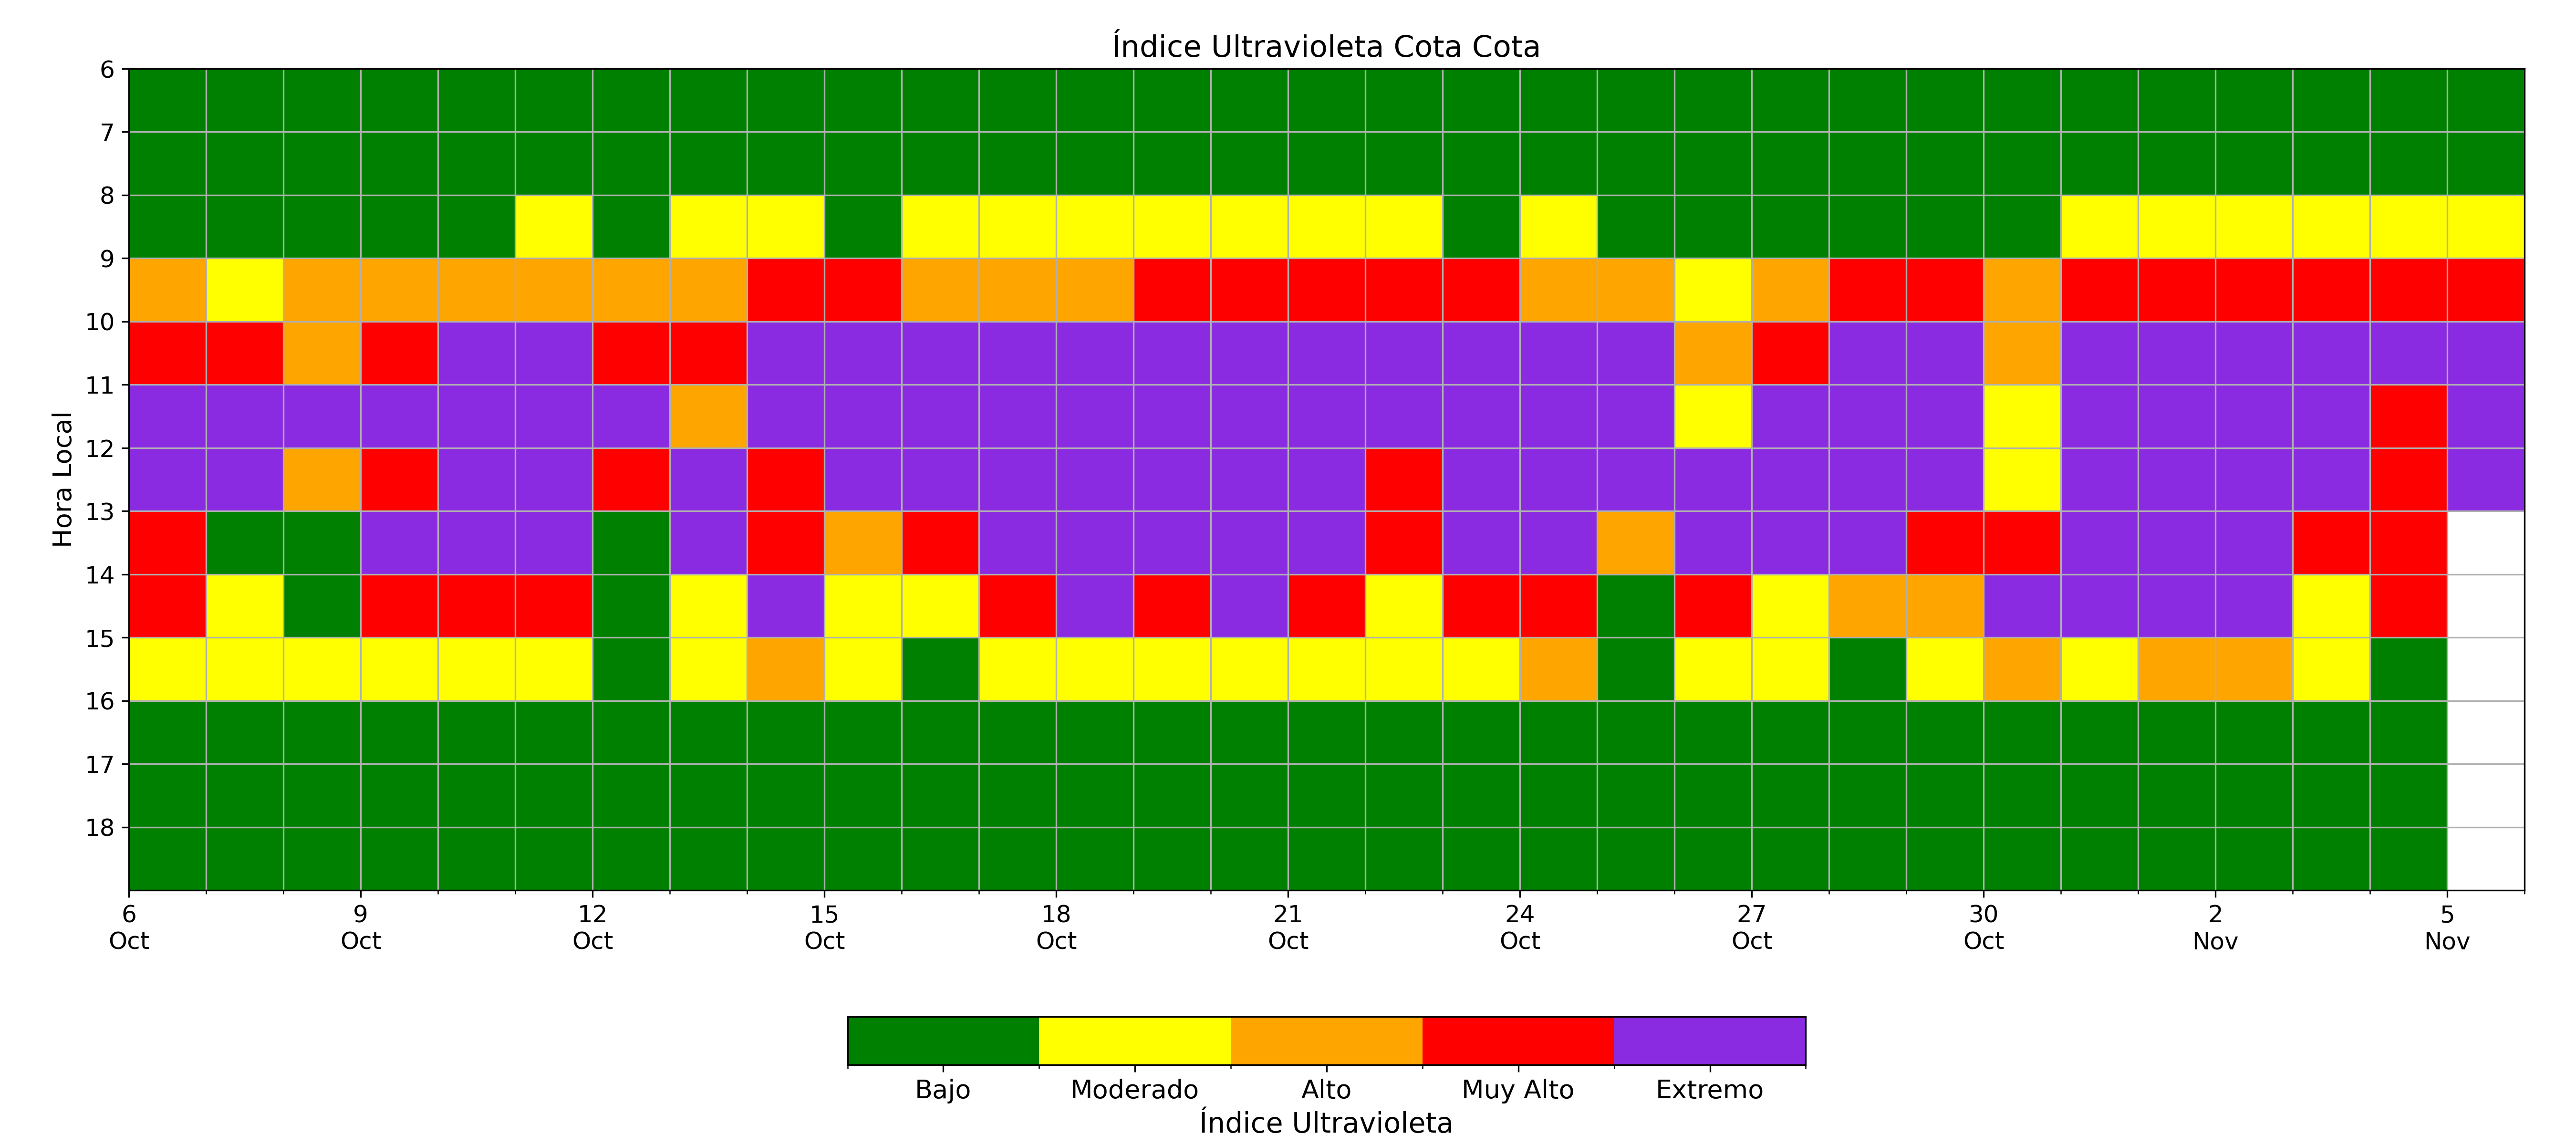 Índice Ultravioleta Cota Cota
Hora Local
6
7
8
9
10
11
12
13
14
15
16
17
18
6 9 12 15 18 21 24 27 30 2 5
Oct Oct Oct Oct Oct Oct Oct Oct Oct Nov Nov
Bajo Moderado Alto Muy Alto Extremo
Índice Ultravioleta